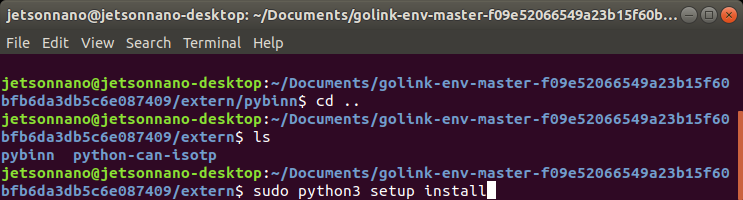 jetsonnano@jetsonnano-desktop: ~/Documents/golink-env-master-f09e52066549a23b15f60b...
File Edit View Search Terminal Help
jetsonnano@jetsonnano-desktop:~/Documents/golink-env-master-f09e52066549a23b15f60
bfb6da3db5c6e087409/extern/pybinn$ cd ..
jetsonnano@jetsonnano-desktop:~/Documents/golink-env-master-f09e52066549a23b15f60
bfb6da3db5c6e087409/extern$ ls
pybinn python-can-isotp
jetsonnano@jetsonnano-desktop:~/Documents/golink-env-master-f09e52066549a23b15f60
bfb6da3db5c6e087409/extern$ sudo python3 setup install